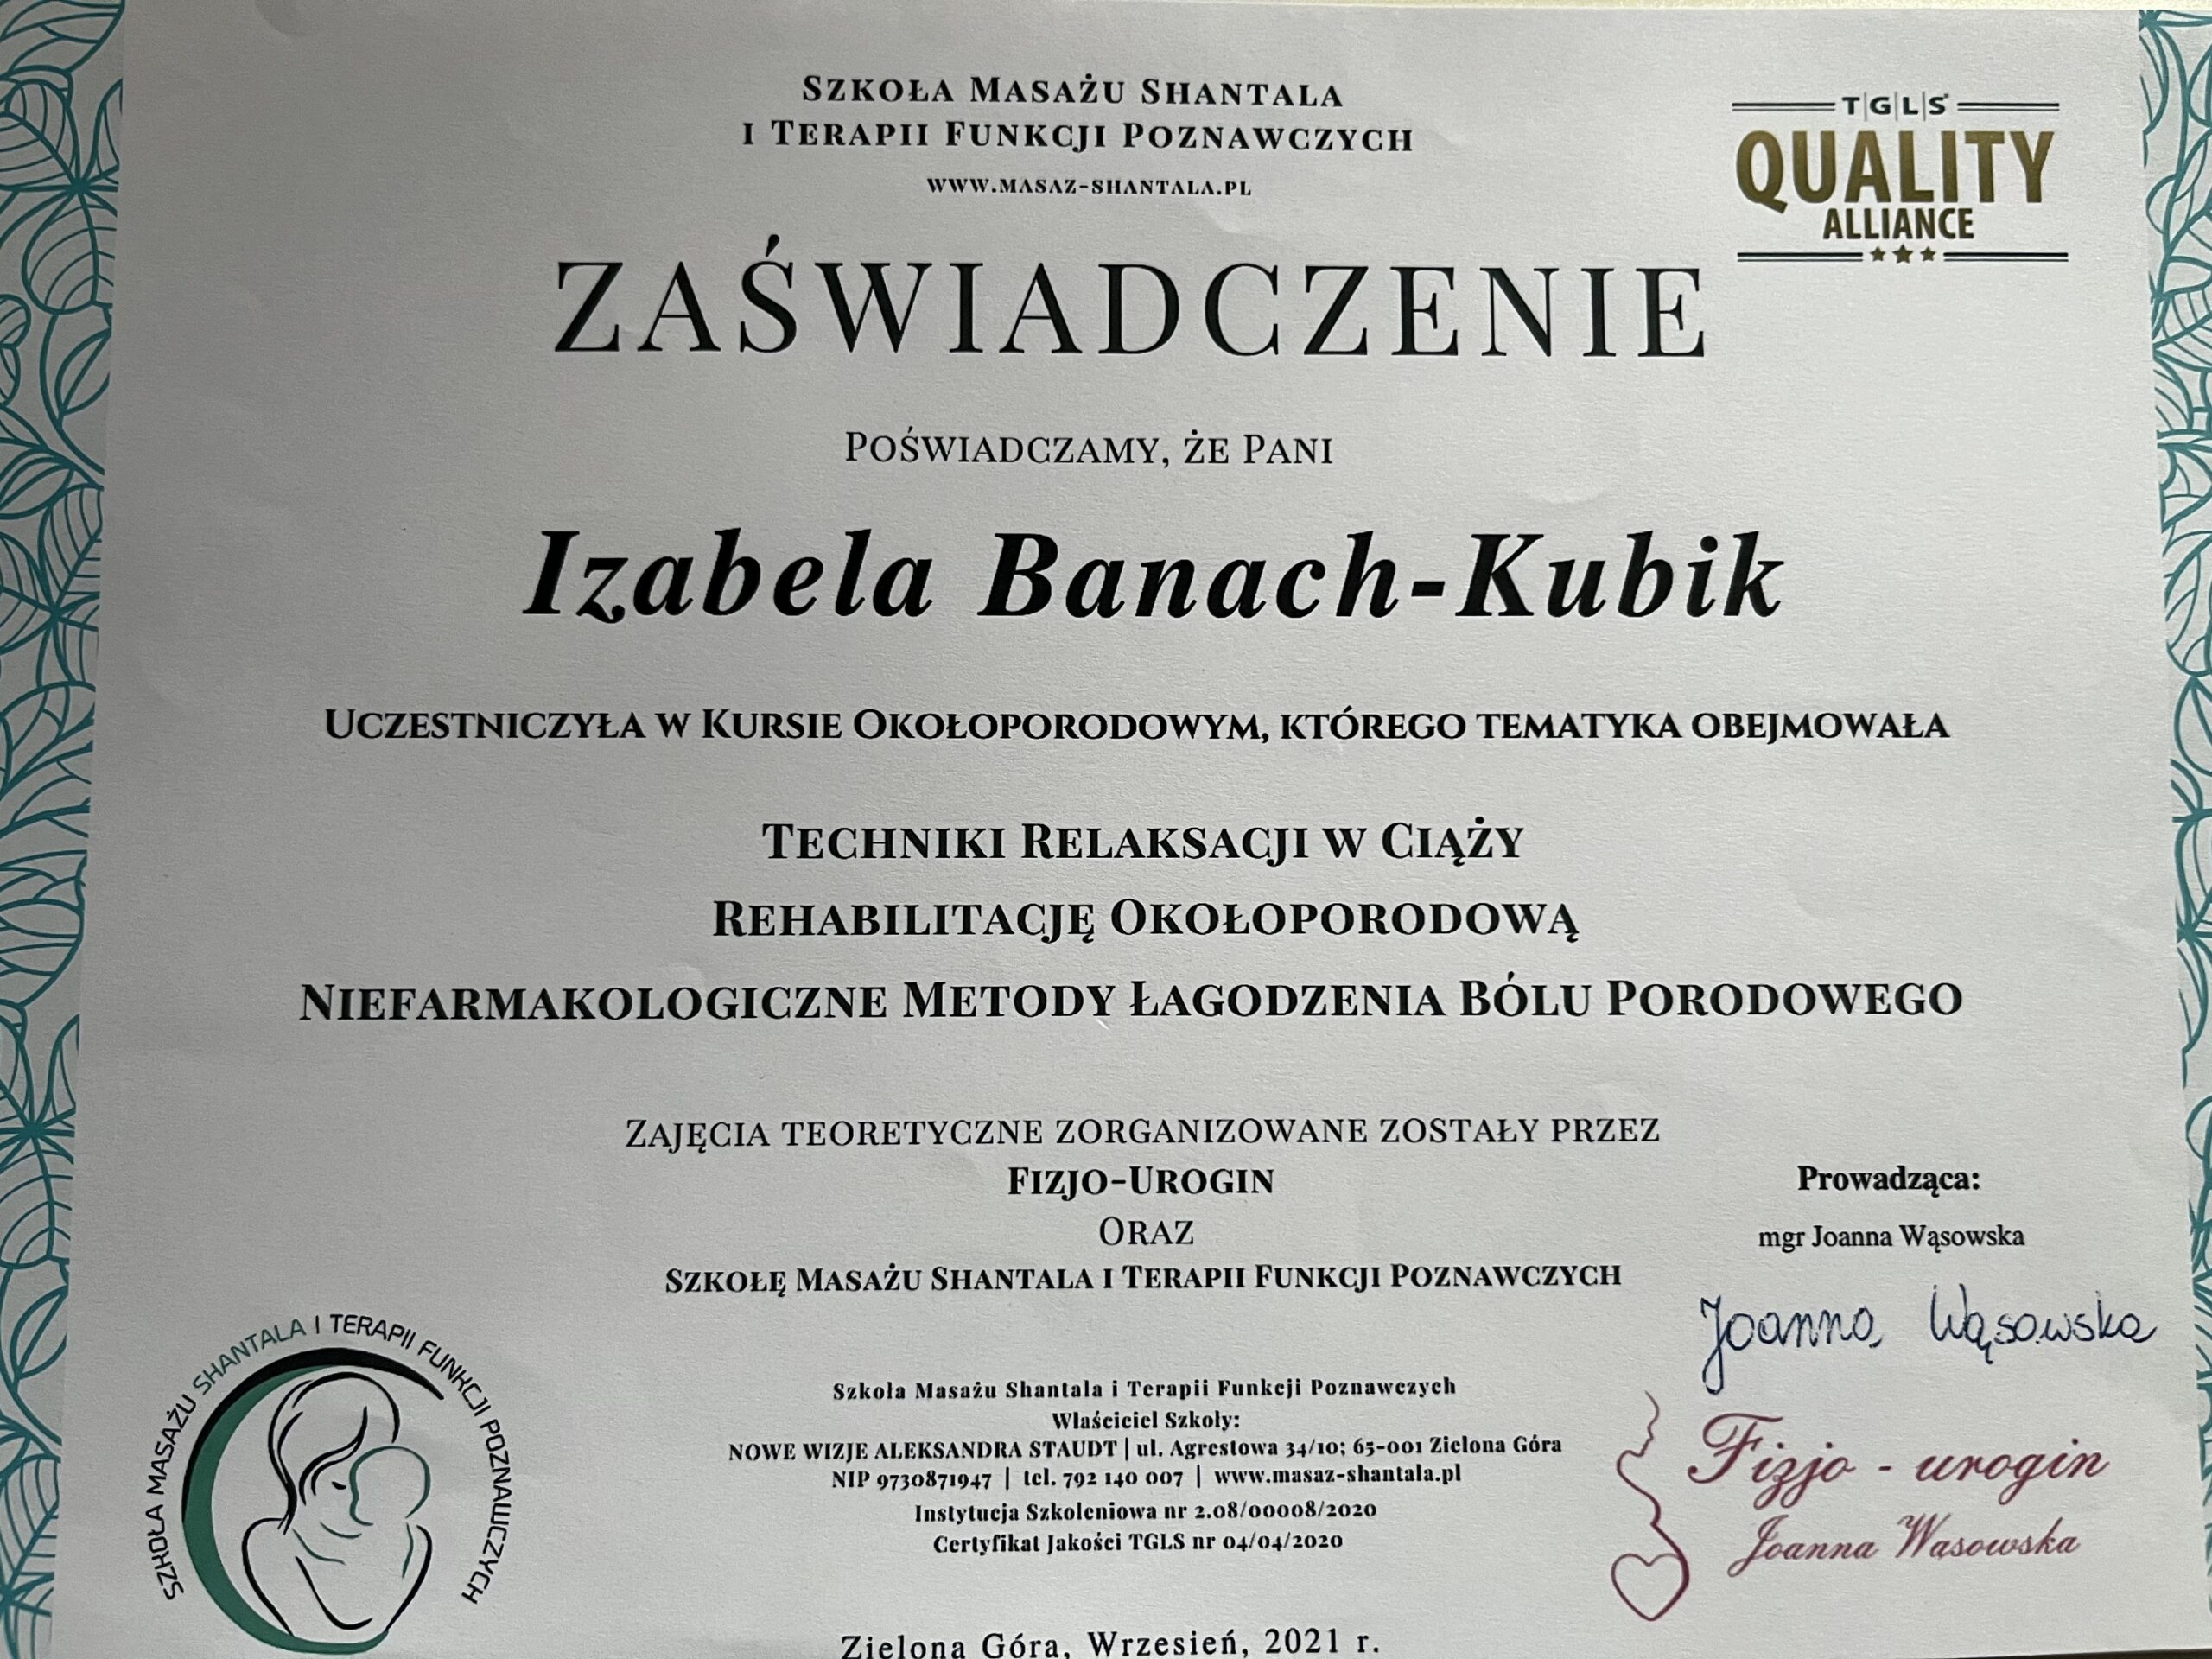 SZKOŁA MASAŻU SHANTALA
I TERAPII FUNKCJI POZNAWCZYCH
WWW.MASAZ-SHANTALA.PL
T|G|L|S
QUALITY
ALLIANCE
ZAŚWIADCZENIE
POŚWIADCZAMY, ŻE PANI
Izabela Banach-Kubik
UCZESTNICZYŁA W KURSIE OKOŁOPORODOWYM, KTÓREGO TEMATYKA OBEJMOWAŁA
TECHNIKI RELAKSACJI W CIĄŻY
REHABILITACJĘ OKOŁOPORODOWĄ
NIEFARMAKOLOGICZNE METODY ŁAGODZENIA BÓLU PORODOWEGO
ZAJĘCIA TEORETYCZNE ZORGANIZOWANE ZOSTAŁY PRZEZ
FIZJO-UROGIN
ORAZ
SZKOŁĘ MASAŻU SHANTALA I TERAPII FUNKCJI POZNAWCZYCH
Prowadząca:
mgr Joanna Wąsowska
Joanna Wąsowska
Fizjo - urogin
Joanna Wąsowska
SZKOŁA MASAŻU SHANTALA I TERAPII FUNKCJI POZNAWCZYCH
Szkoła Masażu Shantala i Terapii Funkcji Poznawczych
Właściciel Szkoły:
NOWE WIZJE ALEKSANDRA STAUDT | ul. Agrestowa 34/10; 65-001 Zielona Góra
NIP 9730871947 | tel. 792 140 007 | www.masaz-shantala.pl
Instytucja Szkoleniowa nr 2.08/00008/2020
Certyfikat Jakości TGLS nr 04/04/2020
Zielona Góra, Wrzesień, 2021 r.